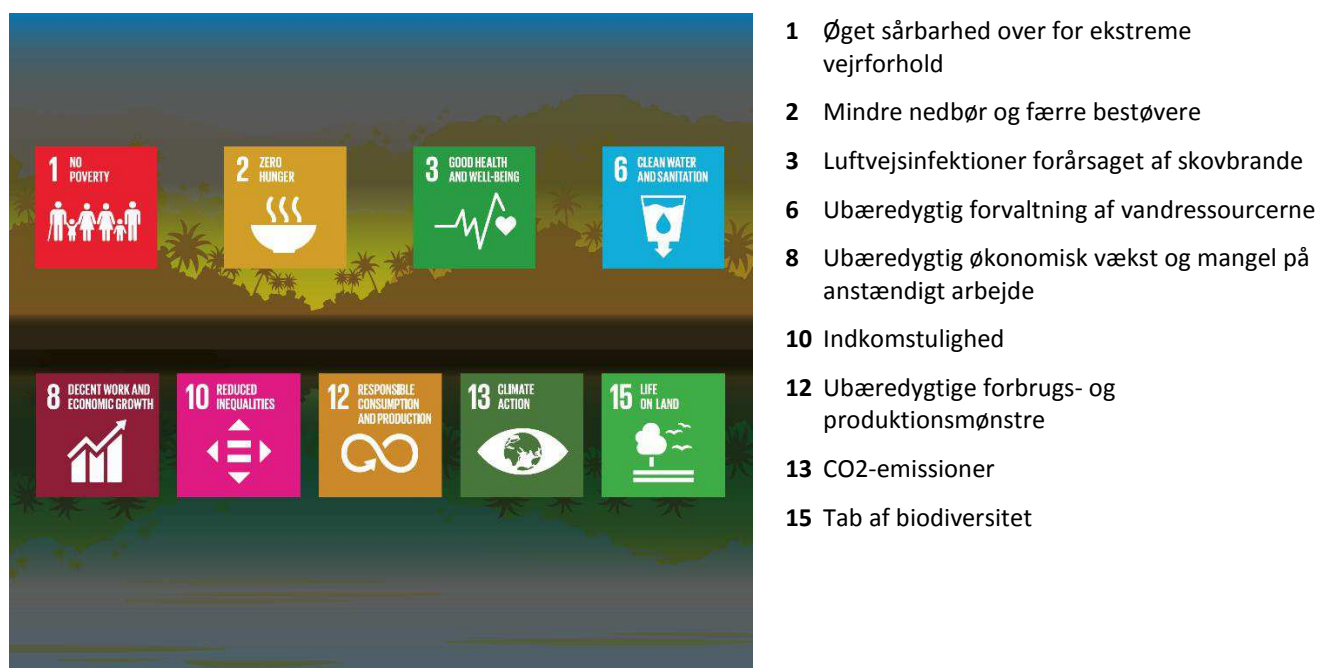 1 NO
POVERTY
2 ZERO
HUNGER
3 GOOD HEALTH
AND WELL-BEING
6 CLEAN WATER
AND SANITATION
8 DECENT WORK AND
ECONOMIC GROWTH
10 REDUCED
INEQUALITIES
12 RESPONSIBLE
CONSUMPTION
AND PRODUCTION
13 CLIMATE
ACTION
15 LIFE
ON LAND
1 Øget sårbarhed over for ekstreme
vejrforhold
2 Mindre nedbør og færre bestøvere
3 Luftvejsinfektioner forårsaget af skovbrande
6 Ubæredygtig forvaltning af vandressourcerne
8 Ubæredygtig økonomisk vækst og mangel på
anstændigt arbejde
10 Indkomstulighed
12 Ubæredygtige forbrugs- og
produktionsmønstre
13 CO2-emissioner
15 Tab af biodiversitet